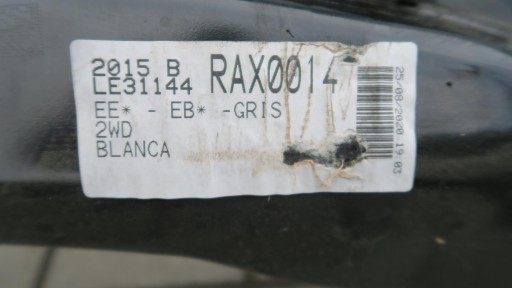 2015 B RAX0014
LE31144
EE* - EB* -GRIS
2WD
BLANCA
25/08/2020 19:03